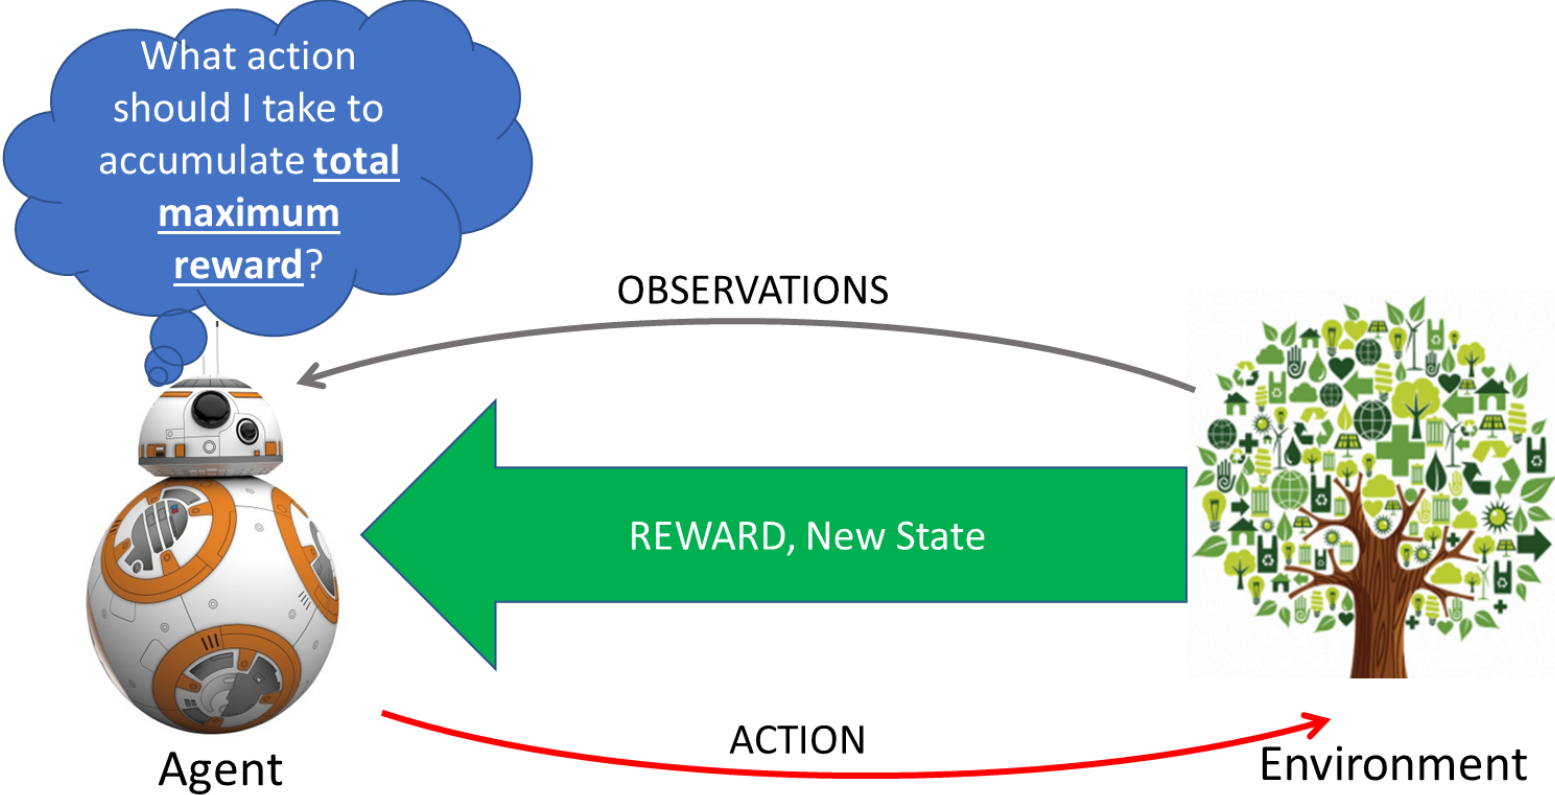 What action
should I take to
accumulate total
maximum
reward?
OBSERVATIONS
REWARD, New State
ACTION
Agent
Environment